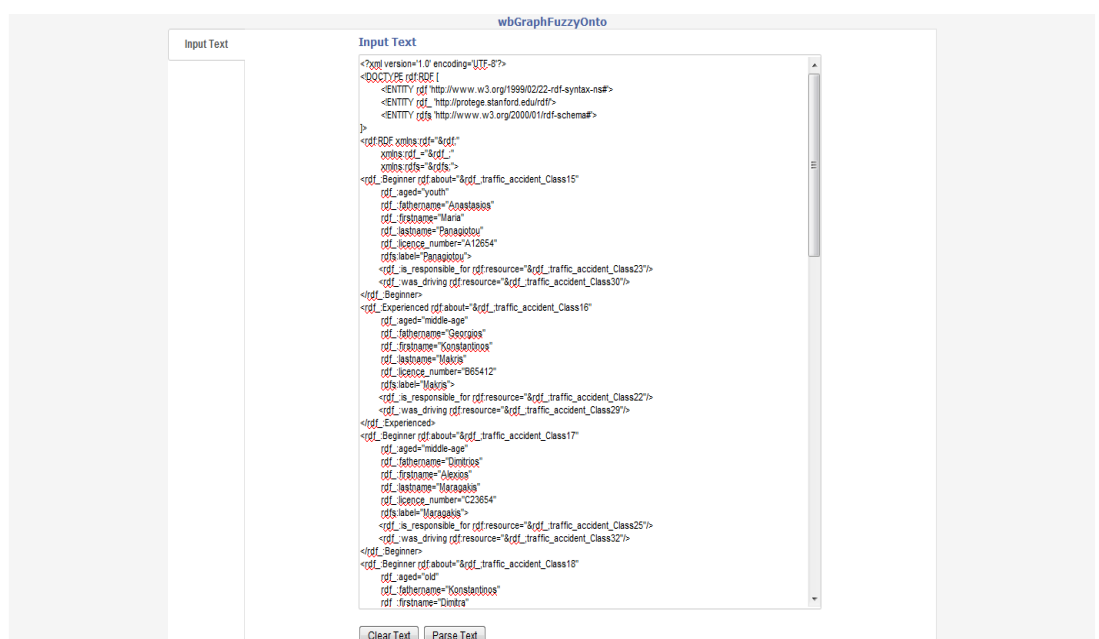 wbGraphFuzzyOnto
Input Text
Input Text
<?xml version='1.0' encoding='UTF-8'?>
<!DOCTYPE rdf:RDF [
<!ENTITY rdf 'http://www.w3.org/1999/02/22-rdf-syntax-ns#'>
<!ENTITY rdf_ 'http://protege.stanford.edu/rdf/'>
<!ENTITY rdfs 'http://www.w3.org/2000/01/rdf-schema#'>
]>
<rdf:RDF xmlns:rdf="&rdf;"
xmlns:rdf_="&rdf_;"
xmlns:rdfs="&rdfs;">
<rdf_:Beginner rdf:about="&rdf_;traffic_accident_Class15"
rdf_:aged="youth"
rdf_:fathername="Anastasios"
rdf_:firstname="Maria"
rdf_:lastname="Panagiotou"
rdf_:licence_number="A12654"
rdfs:label="Panagiotou">
<rdf_:is_responsible_for rdf:resource="&rdf_;traffic_accident_Class23"/>
<rdf_:was_driving rdf:resource="&rdf_;traffic_accident_Class30"/>
</rdf_:Beginner>
<rdf_:Experienced rdf:about="&rdf_;traffic_accident_Class16"
rdf_:aged="middle-age"
rdf_:fathername="Georgios"
rdf_:firstname="Konstantinos"
rdf_:lastname="Makris"
rdf_:licence_number="B65412"
rdfs:label="Makris">
<rdf_:is_responsible_for rdf:resource="&rdf_;traffic_accident_Class22"/>
<rdf_:was_driving rdf:resource="&rdf_;traffic_accident_Class29"/>
</rdf_:Experienced>
<rdf_:Beginner rdf:about="&rdf_;traffic_accident_Class17"
rdf_:aged="middle-age"
rdf_:fathername="Dimitrios"
rdf_:firstname="Alexios"
rdf_:lastname="Maragakis"
rdf_:licence_number="C23654"
rdfs:label="Maragakis">
<rdf_:is_responsible_for rdf:resource="&rdf_;traffic_accident_Class25"/>
<rdf_:was_driving rdf:resource="&rdf_;traffic_accident_Class32"/>
</rdf_:Beginner>
<rdf_:Beginner rdf:about="&rdf_;traffic_accident_Class18"
rdf_:aged="old"
rdf_:fathername="Konstantinos"
rdf_:firstname="Dimitra"
Clear Text Parse Text